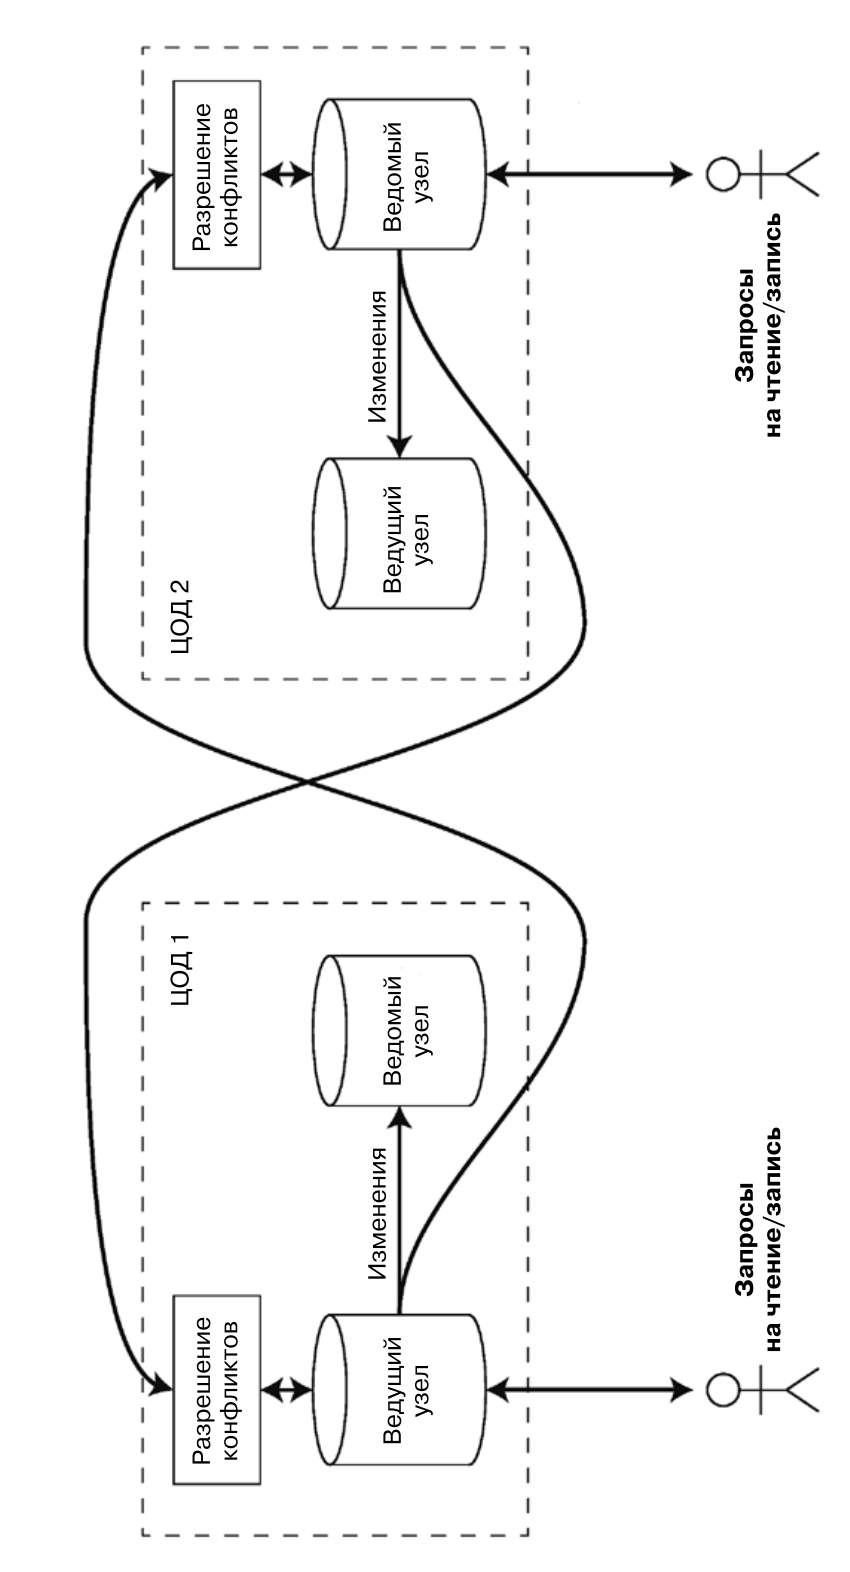 ЦОД 1
Разрешение
конфликтов
Ведущий
узел
Изменения
Ведомый
узел
Запросы
на чтение/запись
ЦОД 2
Разрешение
конфликтов
Ведущий
узел
Изменения
Ведомый
узел
Запросы
на чтение/запись